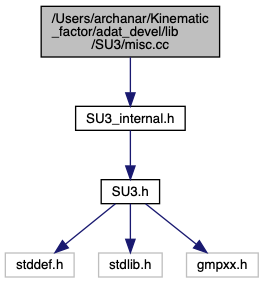 /Users/archanar/Kinematic
_factor/adat_devel/lib
/SU3/misc.cc
SU3_internal.h
SU3.h
stddef.h
stdlib.h
gmpxx.h